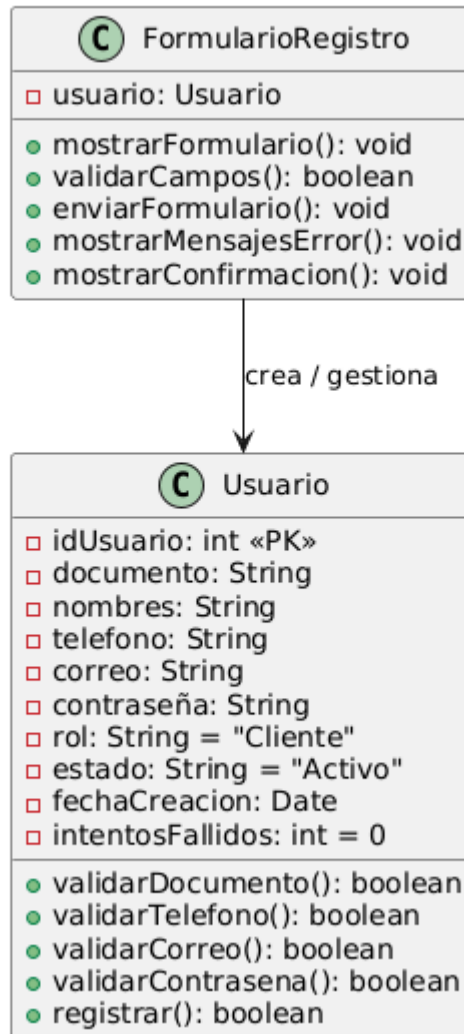 C FormularioRegistro
usuario: Usuario
mostrarFormulario(): void
validarCampos(): boolean
enviarFormulario(): void
mostrarMensajesError(): void
mostrarConfirmacion(): void
crea / gestiona
C Usuario
idUsuario: int «PK»
documento: String
nombres: String
telefono: String
correo: String
contraseña: String
rol: String = "Cliente"
estado: String = "Activo"
fechaCreacion: Date
intentosFallidos: int = 0
validarDocumento(): boolean
validarTelefono(): boolean
validarCorreo(): boolean
validarContrasena(): boolean
registrar(): boolean